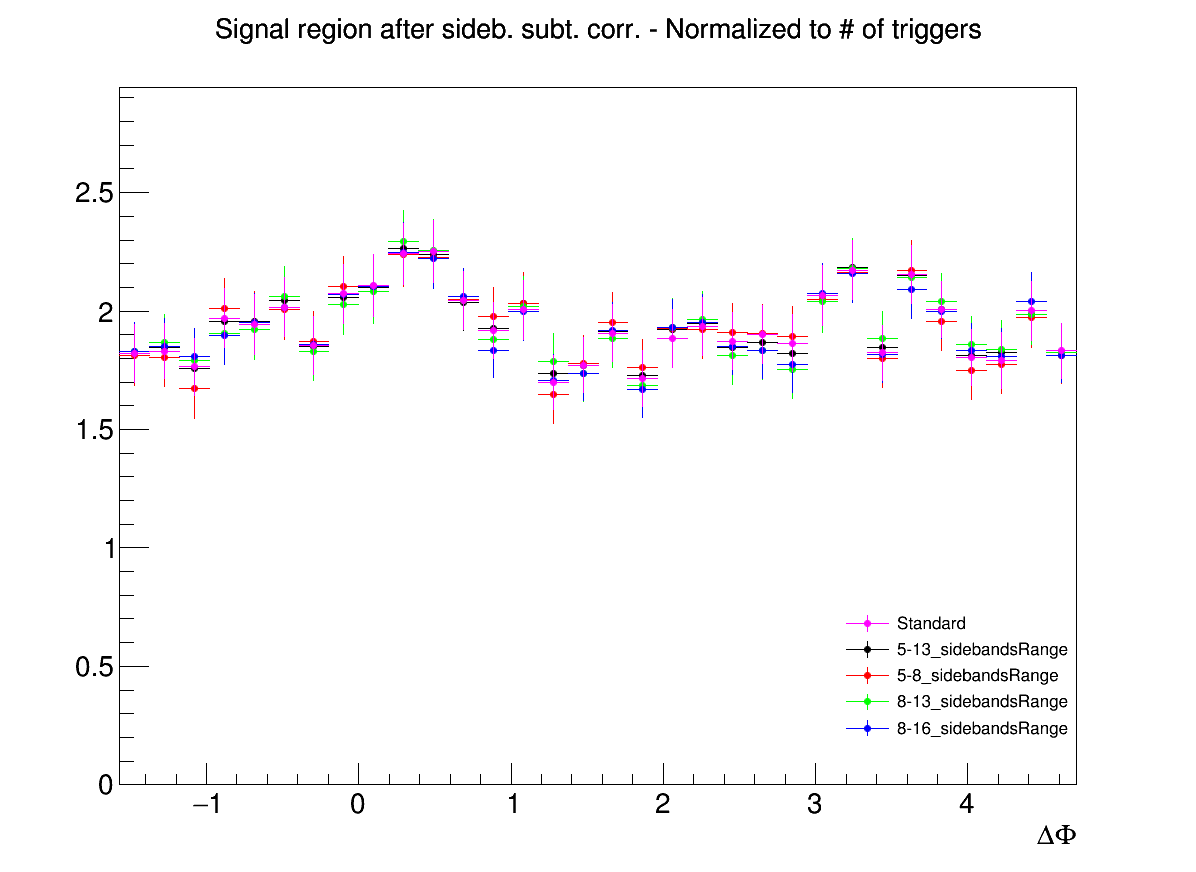 Signal region after sideb. subt. corr. - Normalized to # of triggers
2.5
2
1.5
1
0.5
0
−1 0 1 2 3 4
ΔΦ
Standard
5-13_sidebandsRange
5-8_sidebandsRange
8-13_sidebandsRange
8-16_sidebandsRange